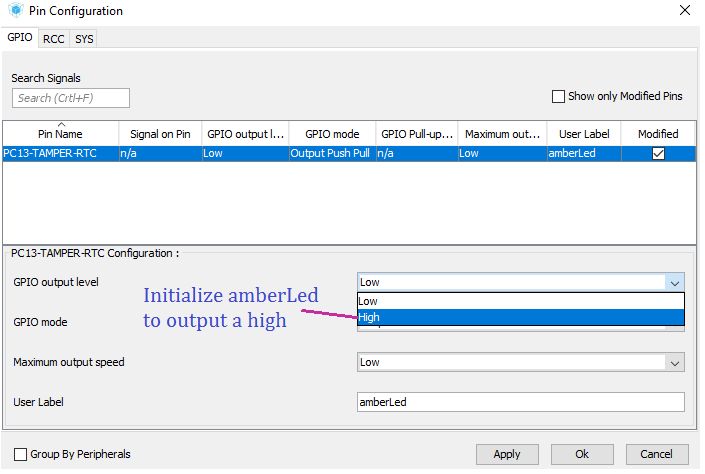 Pin Configuration
GPIO RCC SYS
Search Signals
Search (Crtl+F)
Show only Modified Pins
Pin Name Signal on Pin GPIO output l... GPIO mode GPIO Pull-up... Maximum out... User Label Modified
PC13-TAMPER-RTC n/a Low Output Push Pull n/a Low amberLed
PC13-TAMPER-RTC Configuration :
GPIO output level Low
Low
High
Initialize amberLed
to output a high
GPIO mode
Maximum output speed Low
User Label amberLed
Group By Peripherals Apply Ok Cancel